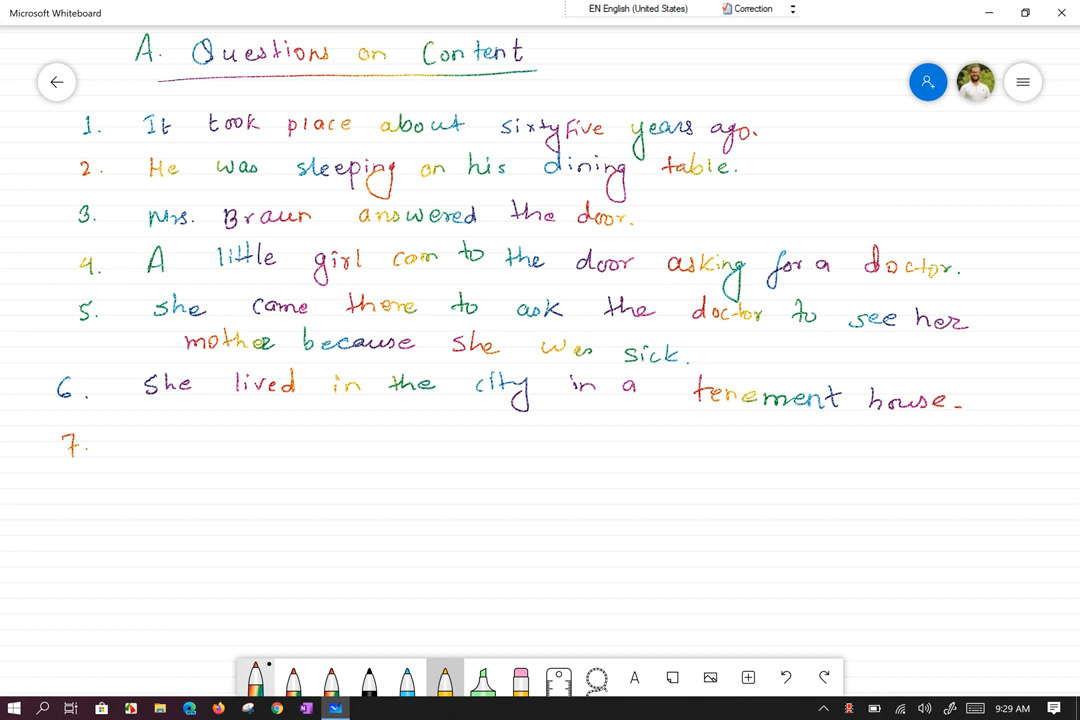 Microsoft Whiteboard
EN English (United States) Correction
A. Questions on Content
1. It took place about sixtyfive years ago.
2. He was sleeping on his dining table.
3. Mrs. Braun answered the door.
4. A little girl cam to the door asking for a doctor.
5. she came there to ask the doctor to see her
mother because she was sick.
6. she lived in the city in a tenement house.
7.
A
9:29 AM